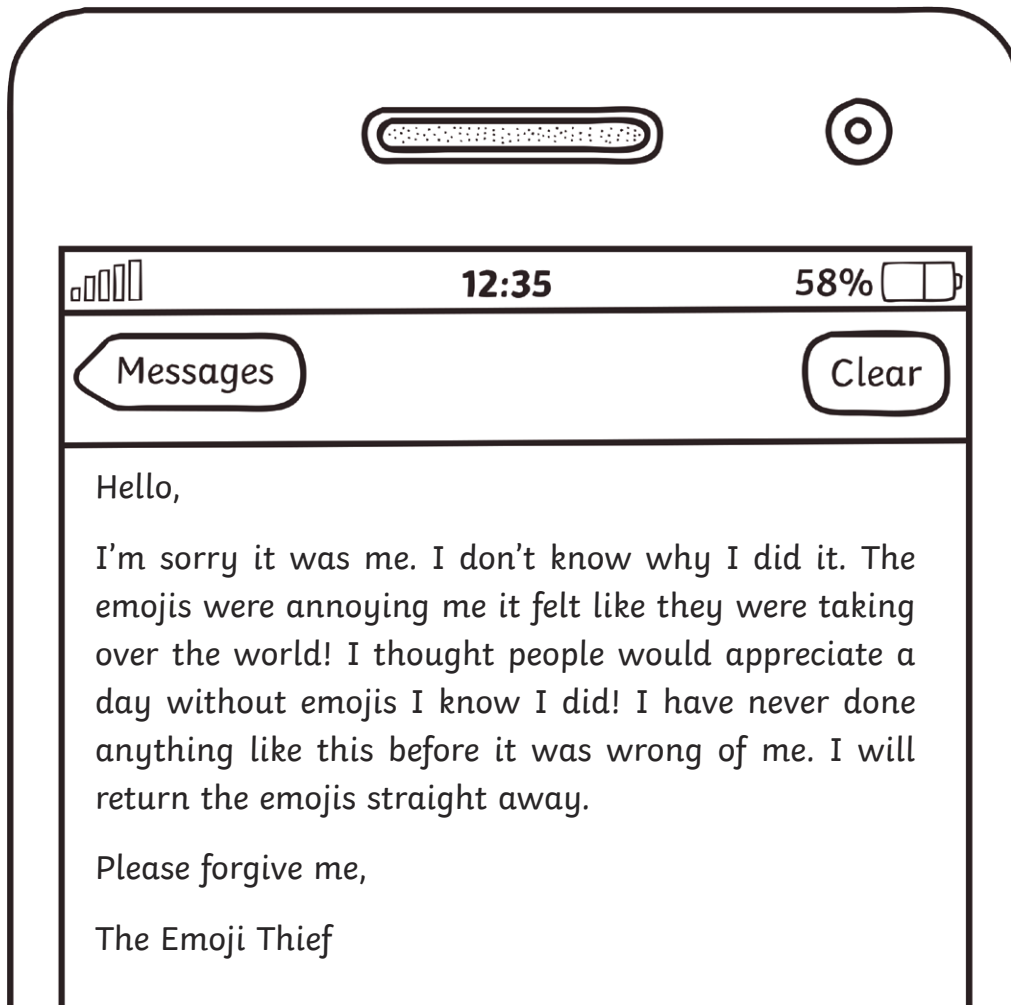 12:35
58%
Messages
Clear
Hello,
I'm sorry it was me. I don't know why I did it. The
emojis were annoying me it felt like they were taking
over the world! I thought people would appreciate a
day without emojis I know I did! I have never done
anything like this before it was wrong of me. I will
return the emojis straight away.
Please forgive me,
The Emoji Thief